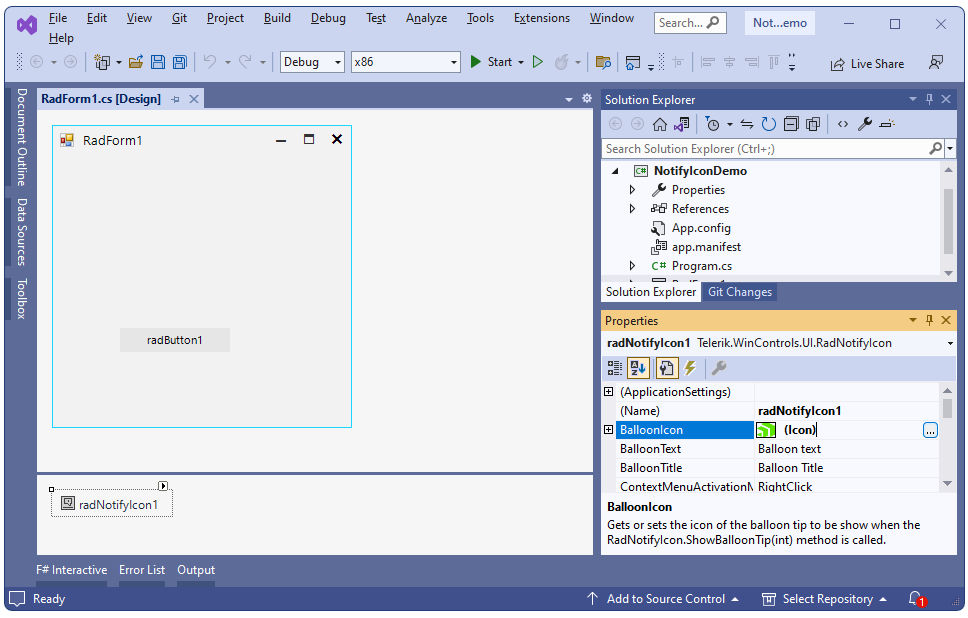 File Edit View Git Project Build Debug Test Analyze Tools Extensions Window Search... Not...emo
Help
Debug x86 Start Live Share
Document Outline
Data Sources
Toolbox
RadForm1.cs [Design]
RadForm1
radButton1
radNotifyIcon1
Solution Explorer
Search Solution Explorer (Ctrl+;)
C# NotifyIconDemo
Properties
References
App.config
app.manifest
C# Program.cs
Solution Explorer Git Changes
Properties
radNotifyIcon1 Telerik.WinControls.UI.RadNotifyIcon
(ApplicationSettings)
(Name) radNotifyIcon1
BalloonIcon (Icon) ...
BalloonText Balloon text
BalloonTitle Balloon Title
ContextMenuActivationM RightClick
BalloonIcon
Gets or sets the icon of the balloon tip to be show when the
RadNotifyIcon.ShowBalloonTip(int) method is called.
F# Interactive Error List Output
Ready Add to Source Control Select Repository 1